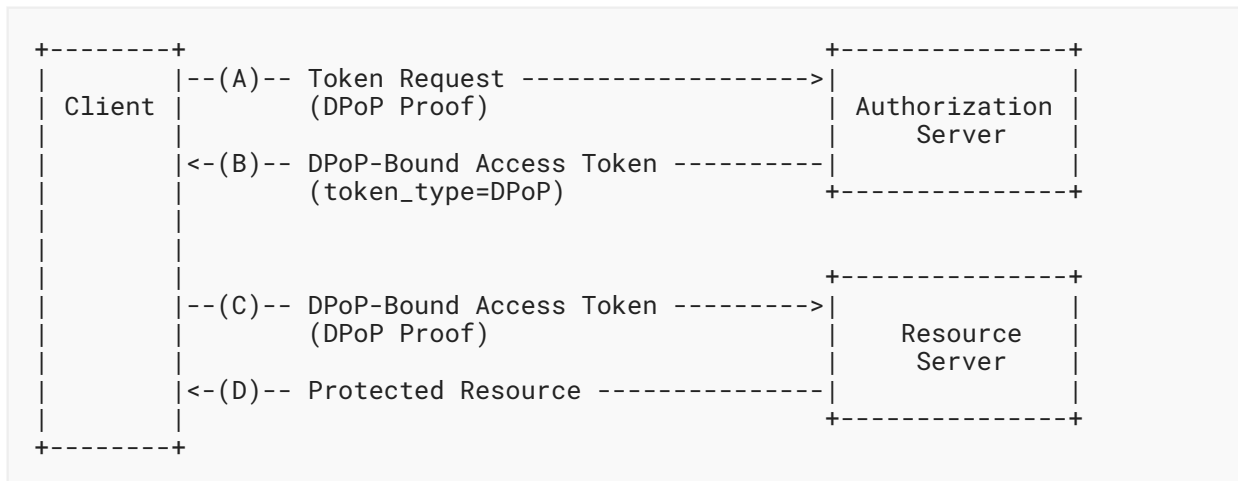 +--------+                                          +---------------+
|        |--(A)-- Token Request ------------------->|               |
| Client |        (DPoP Proof)                      | Authorization |
|        |                                          |     Server    |
|        |<-(B)-- DPoP-Bound Access Token ----------|               |
|        |        (token_type=DPoP)                 +---------------+
|        |
|        |
|        |                                          +---------------+
|        |--(C)-- DPoP-Bound Access Token --------->|               |
|        |        (DPoP Proof)                      |    Resource   |
|        |                                          |     Server    |
|        |<-(D)-- Protected Resource ---------------|               |
|        |                                          +---------------+
+--------+